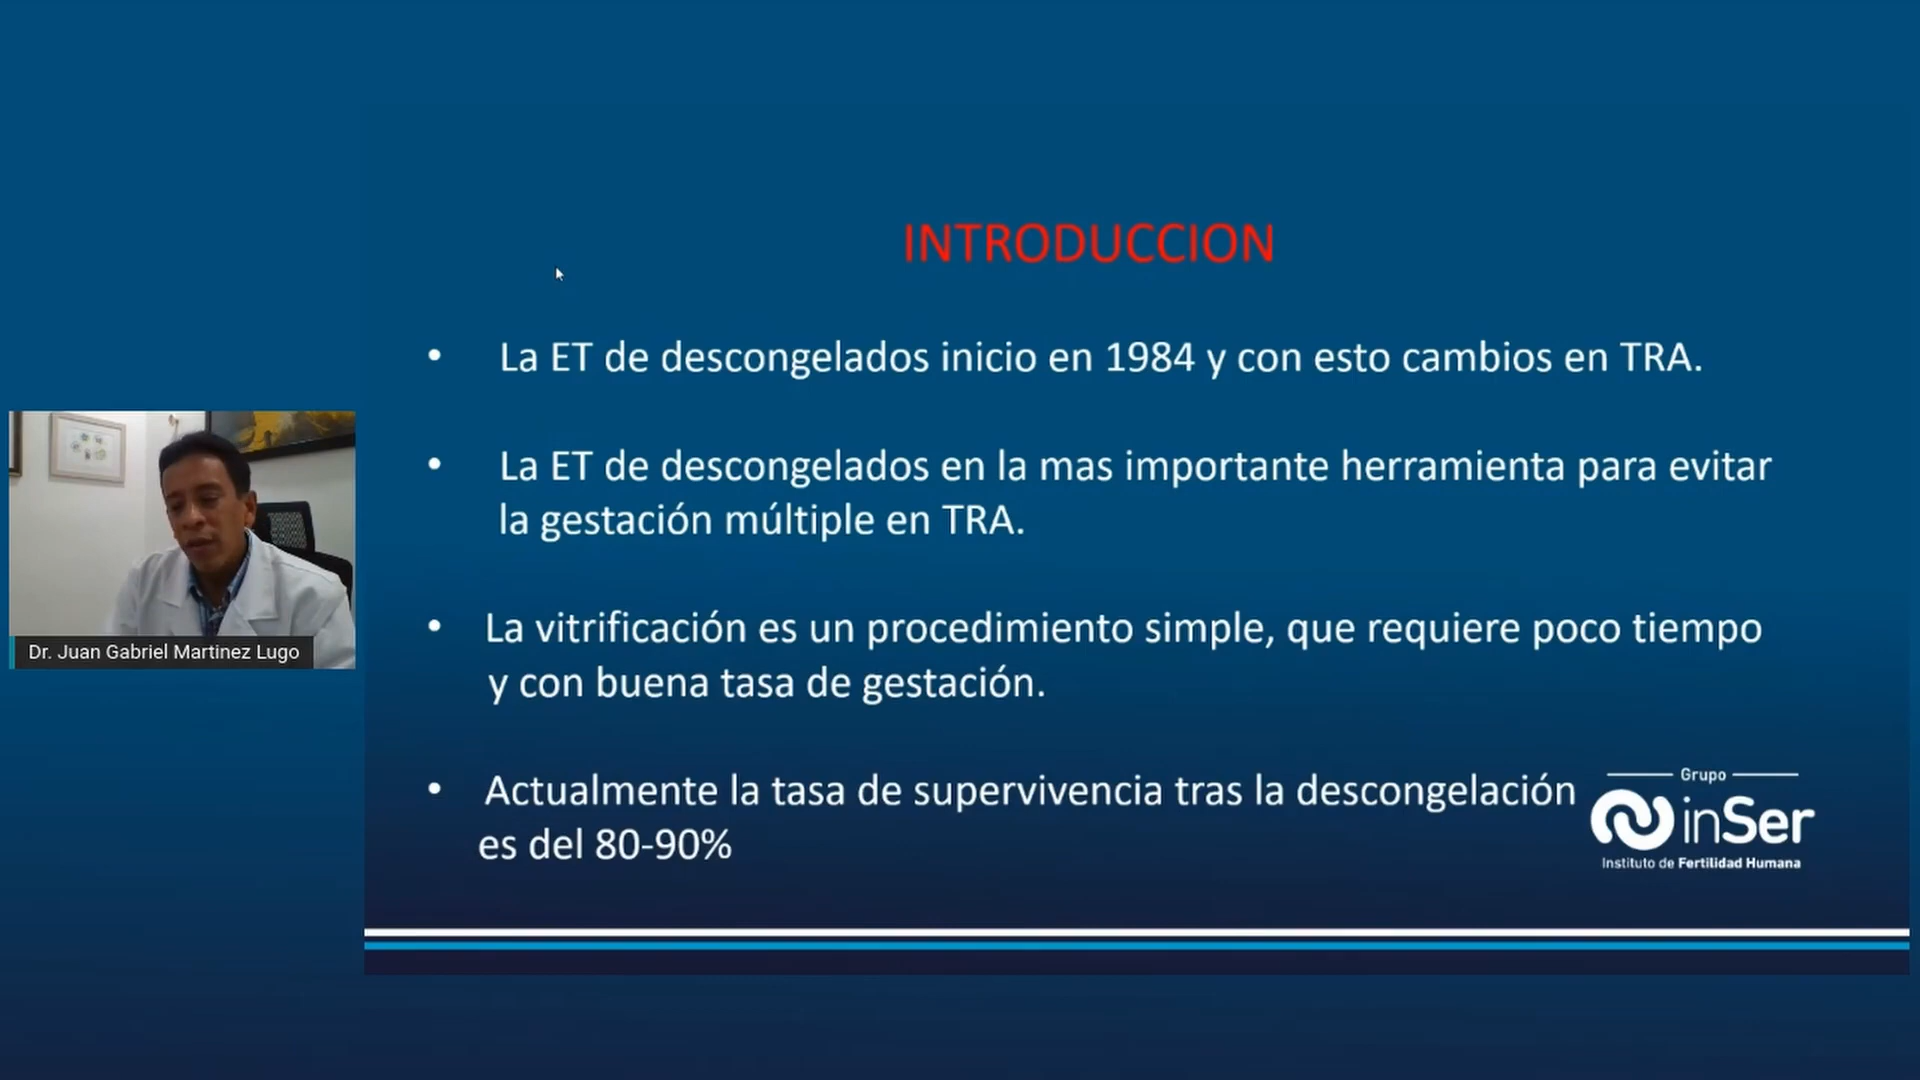 INTRODUCCION
• La ET de descongelados inicio en 1984 y con esto cambios en TRA.
• La ET de descongelados en la mas importante herramienta para evitar
la gestación múltiple en TRA.
• La vitrificación es un procedimiento simple, que requiere poco tiempo
y con buena tasa de gestación.
• Actualmente la tasa de supervivencia tras la descongelación
es del 80-90%
Grupo
inSer
Instituto de Fertilidad Humana
Dr. Juan Gabriel Martinez Lugo